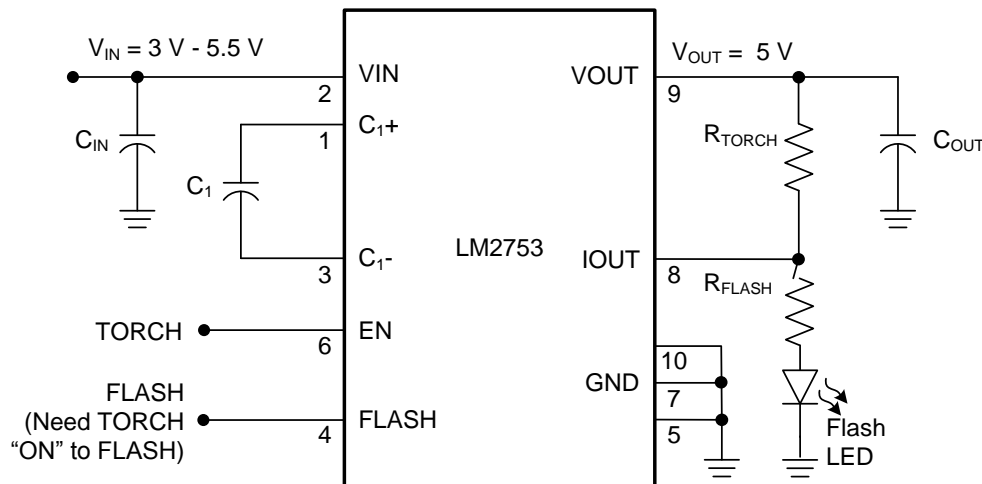 V_IN = 3 V - 5.5 V
C_IN
C_1
TORCH
FLASH
(Need TORCH
“ON” to FLASH)
2
1
3
6
4
VIN
C_1+
C_1-
EN
FLASH
LM2753
VOUT
IOUT
GND
9
8
10
7
5
V_OUT = 5 V
R_TORCH
C_OUT
R_FLASH
Flash
LED